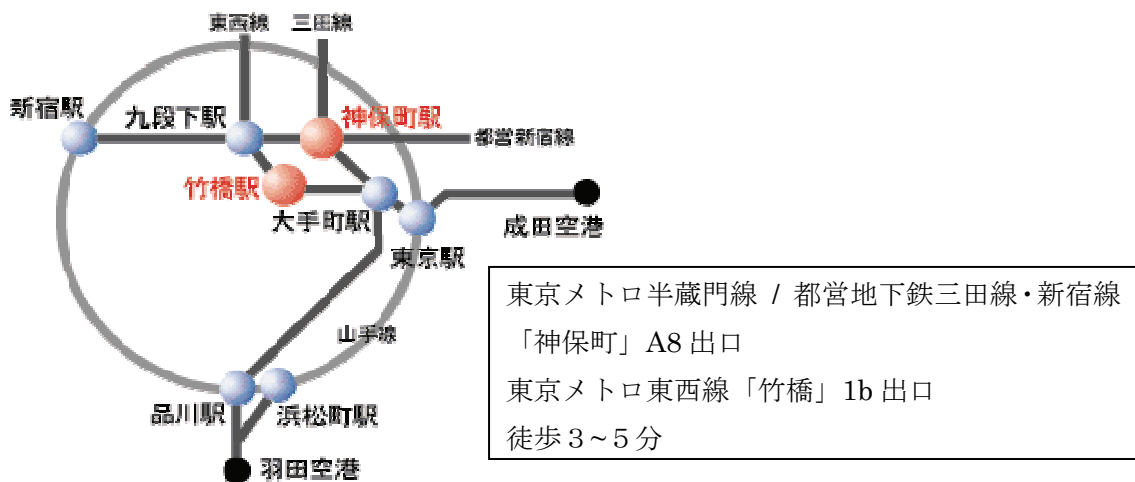 東西線
三田線
新宿駅
九段下駅
神保町駅
都営新宿線
竹橋駅
大手町駅
成田空港
東京駅
山手線
品川駅
浜松町駅
羽田空港
東京メトロ半蔵門線 / 都営地下鉄三田線・新宿線
「神保町」A8 出口
東京メトロ東西線「竹橋」1b 出口
徒歩３~５分